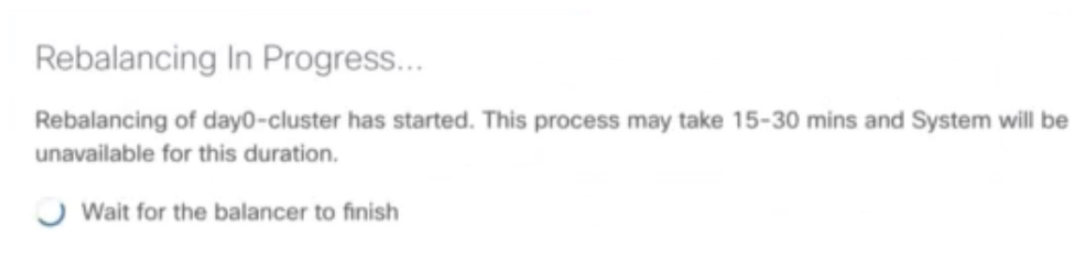 Rebalancing In Progress...
Rebalancing of day0-cluster has started. This process may take 15-30 mins and System will be
unavailable for this duration.
Wait for the balancer to finish